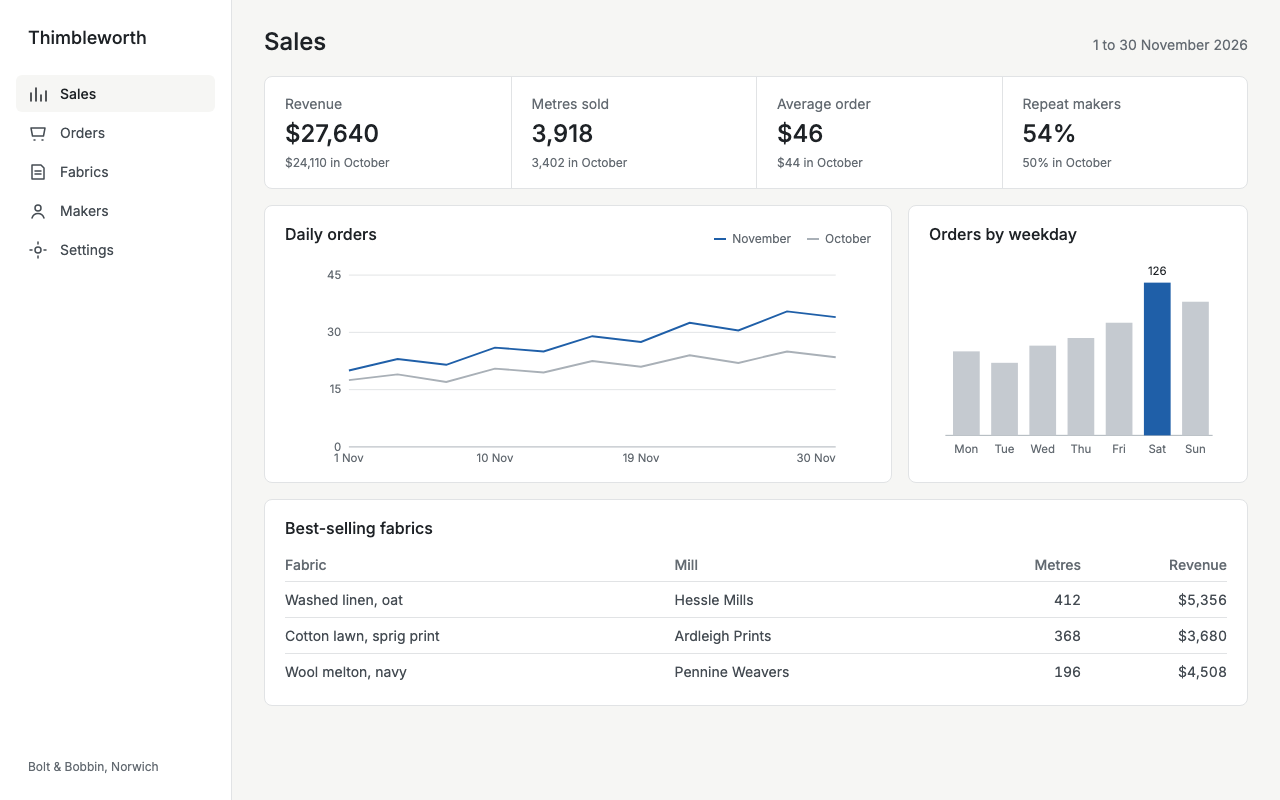 Thimbleworth
Sales
Orders
Fabrics
Makers
Settings
Bolt & Bobbin, Norwich
Sales
1 to 30 November 2026
Revenue
$27,640
$24,110 in October
Metres sold
3,918
3,402 in October
Average order
$46
$44 in October
Repeat makers
54%
50% in October
Daily orders
November October
45
30
15
0
1 Nov 10 Nov 19 Nov 30 Nov
Orders by weekday
126
Mon Tue Wed Thu Fri Sat Sun
Best-selling fabrics
Fabric Mill Metres Revenue
Washed linen, oat Hessle Mills 412 $5,356
Cotton lawn, sprig print Ardleigh Prints 368 $3,680
Wool melton, navy Pennine Weavers 196 $4,508